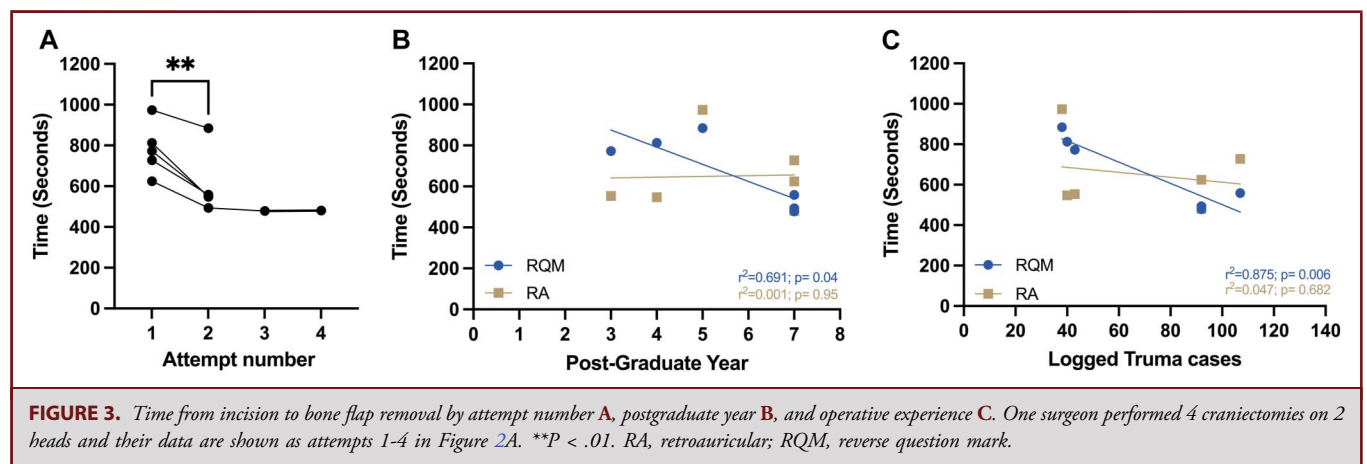 A
**
1200
1000
800
600
400
200
0
Time (Seconds)
1 2 3 4
Attempt number
B
1200
1000
800
600
400
200
0
Time (Seconds)
RQM
RA
r²=0.691; p= 0.04
r²=0.001; p= 0.95
0 1 2 3 4 5 6 7 8
Post-Graduate Year
C
1200
1000
800
600
400
200
0
Time (Seconds)
RQM
RA
r²=0.875; p= 0.006
r²=0.047; p= 0.682
0 20 40 60 80 100 120 140
Logged Truma cases
FIGURE 3. Time from incision to bone flap removal by attempt number A, postgraduate year B, and operative experience C. One surgeon performed 4 craniectomies on 2
heads and their data are shown as attempts 1-4 in Figure 2A. **P < .01. RA, retroauricular; RQM, reverse question mark.